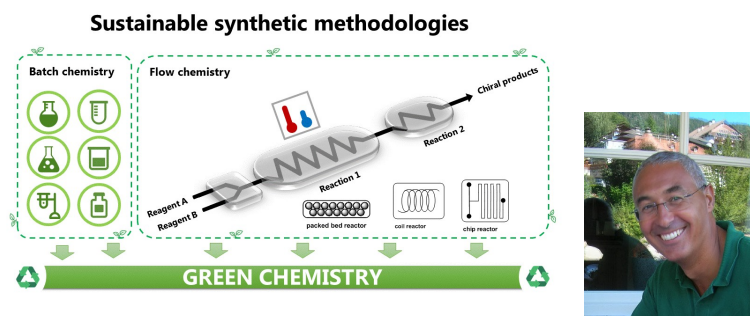 Sustainable synthetic methodologies
Batch chemistry
Flow chemistry
Chiral products
Reaction 2
Reaction 1
Reagent A
Reagent B
packed bed reactor
coil reactor
chip reactor
GREEN CHEMISTRY